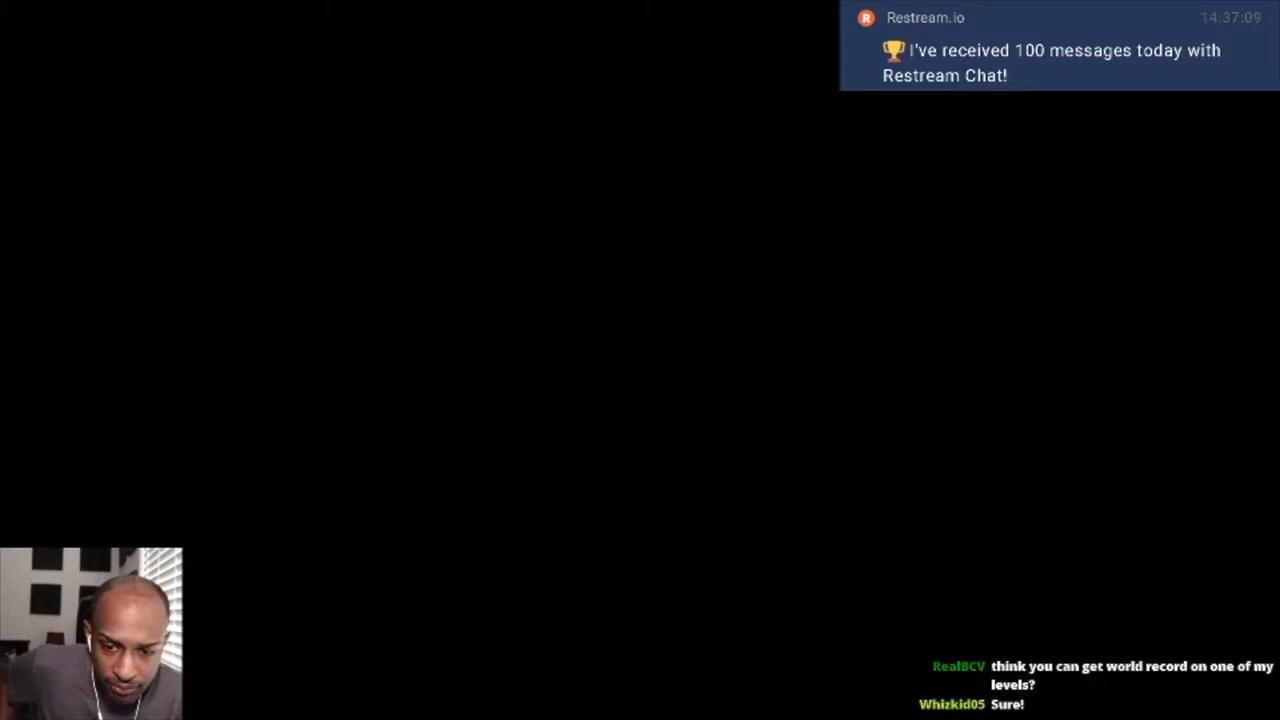 Restream.io 14:37:09
🏆 I've received 100 messages today with
Restream Chat!
RealBCV think you can get world record on one of my
levels?
Whizkid05 Sure!